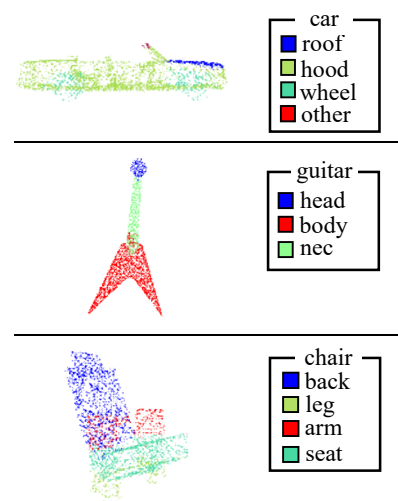 car
roof
hood
wheel
other
guitar
head
body
nec
chair
back
leg
arm
seat